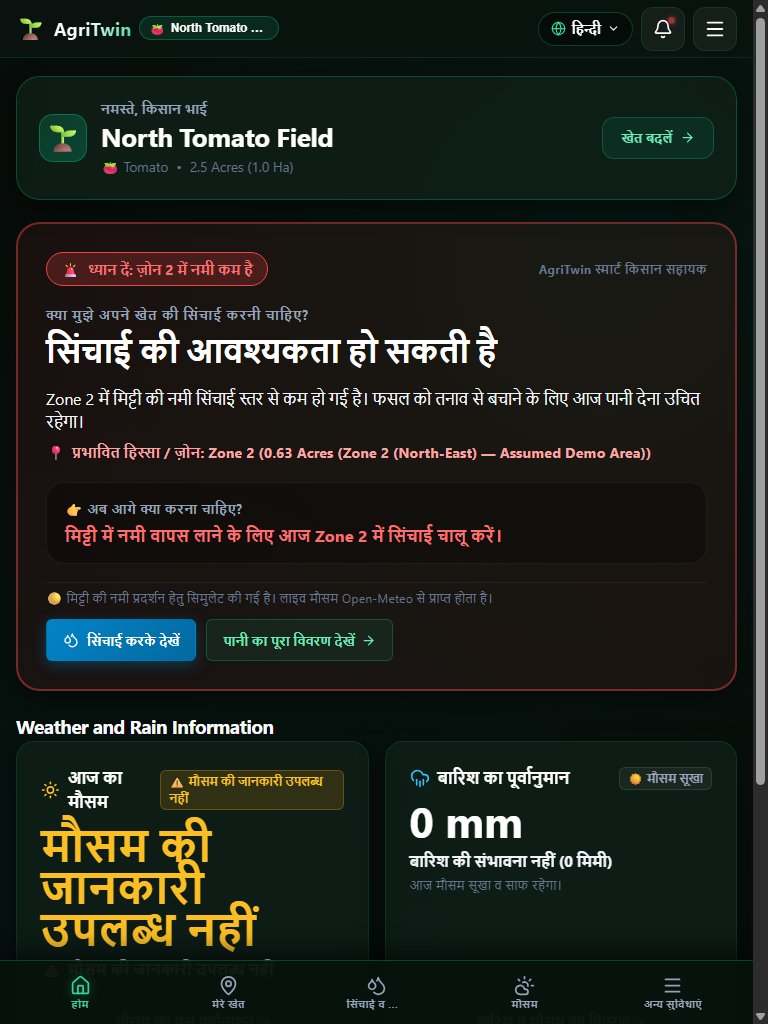 AgriTwin
North Tomato ...
हिन्दी
नमस्ते, किसान भाई
North Tomato Field
Tomato • 2.5 Acres (1.0 Ha)
खेत बदलें →
ध्यान दें: ज़ोन 2 में नमी कम है
AgriTwin स्मार्ट किसान सहायक
क्या मुझे अपने खेत की सिंचाई करनी चाहिए?
सिंचाई की आवश्यकता हो सकती है
Zone 2 में मिट्टी की नमी सिंचाई स्तर से कम हो गई है। फसल को तनाव से बचाने के लिए आज पानी देना उचित
रहेगा।
प्रभावित हिस्सा / ज़ोन: Zone 2 (0.63 Acres (Zone 2 (North-East) — Assumed Demo Area))
अब आगे क्या करना चाहिए?
मिट्टी में नमी वापस लाने के लिए आज Zone 2 में सिंचाई चालू करें।
मिट्टी की नमी प्रदर्शन हेतु सिमुलेट की गई है। लाइव मौसम Open-Meteo से प्राप्त होता है।
सिंचाई करके देखें
पानी का पूरा विवरण देखें →
Weather and Rain Information
आज का
मौसम
मौसम की जानकारी उपलब्ध
नहीं
मौसम की
जानकारी
उपलब्ध नहीं
मौसम की जानकारी उपलब्ध नहीं
बारिश का पूर्वानुमान
मौसम सूखा
0 mm
बारिश की संभावना नहीं (0 मिमी)
आज मौसम सूखा व साफ रहेगा।
होम
मेरे खेत
सिंचाई व ...
मौसम
अन्य सुविधाएं